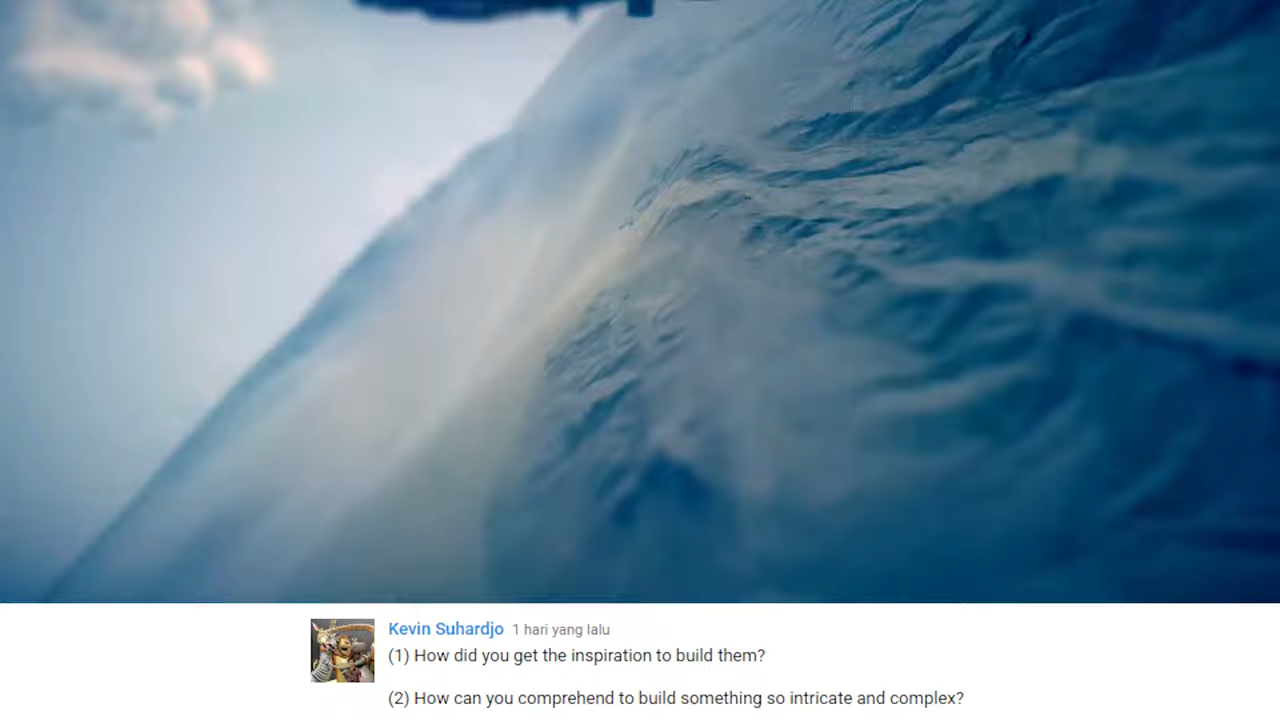 Kevin Suhardjo 1 hari yang lalu
(1) How did you get the inspiration to build them?
(2) How can you comprehend to build something so intricate and complex?